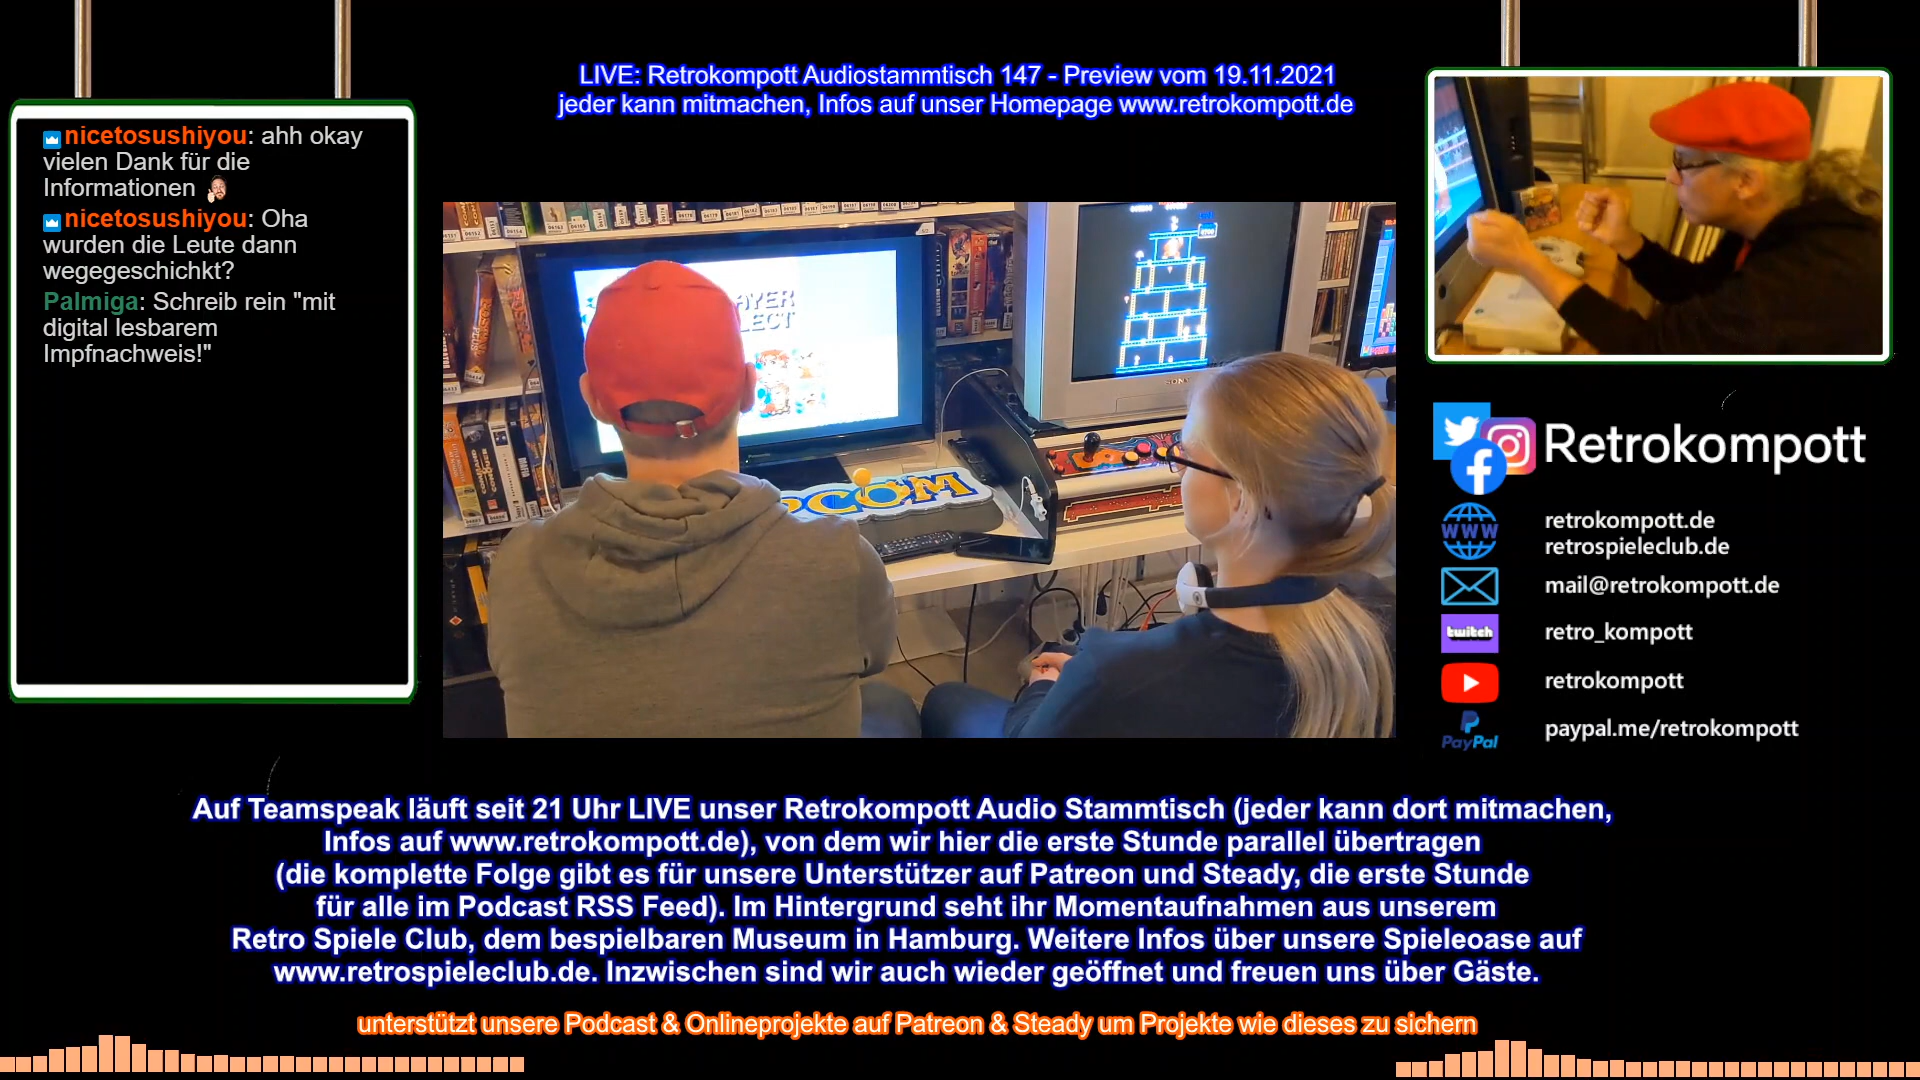 LIVE: Retrokompott Audiostammtisch 147 - Preview vom 19.11.2021
jeder kann mitmachen, Infos auf unser Homepage www.retrokompott.de
nicetosushiyou: ahh okay
vielen Dank für die
Informationen
nicetosushiyou: Oha
wurden die Leute dann
wegegeschichkt?
Palmiga: Schreib rein "mit
digital lesbarem
Impfnachweis!"
AYER
LECT
PCOM
SONY
Retrokompott
www
retrokompott.de
retrospieleclub.de
mail@retrokompott.de
twitch
retro_kompott
retrokompott
PayPal
paypal.me/retrokompott
Auf Teamspeak läuft seit 21 Uhr LIVE unser Retrokompott Audio Stammtisch (jeder kann dort mitmachen,
Infos auf www.retrokompott.de), von dem wir hier die erste Stunde parallel übertragen
(die komplette Folge gibt es für unsere Unterstützer auf Patreon und Steady, die erste Stunde
für alle im Podcast RSS Feed). Im Hintergrund seht ihr Momentaufnahmen aus unserem
Retro Spiele Club, dem bespielbaren Museum in Hamburg. Weitere Infos über unsere Spieleoase auf
www.retrospieleclub.de. Inzwischen sind wir auch wieder geöffnet und freuen uns über Gäste.
unterstützt unsere Podcast & Onlineprojekte auf Patreon & Steady um Projekte wie dieses zu sichern